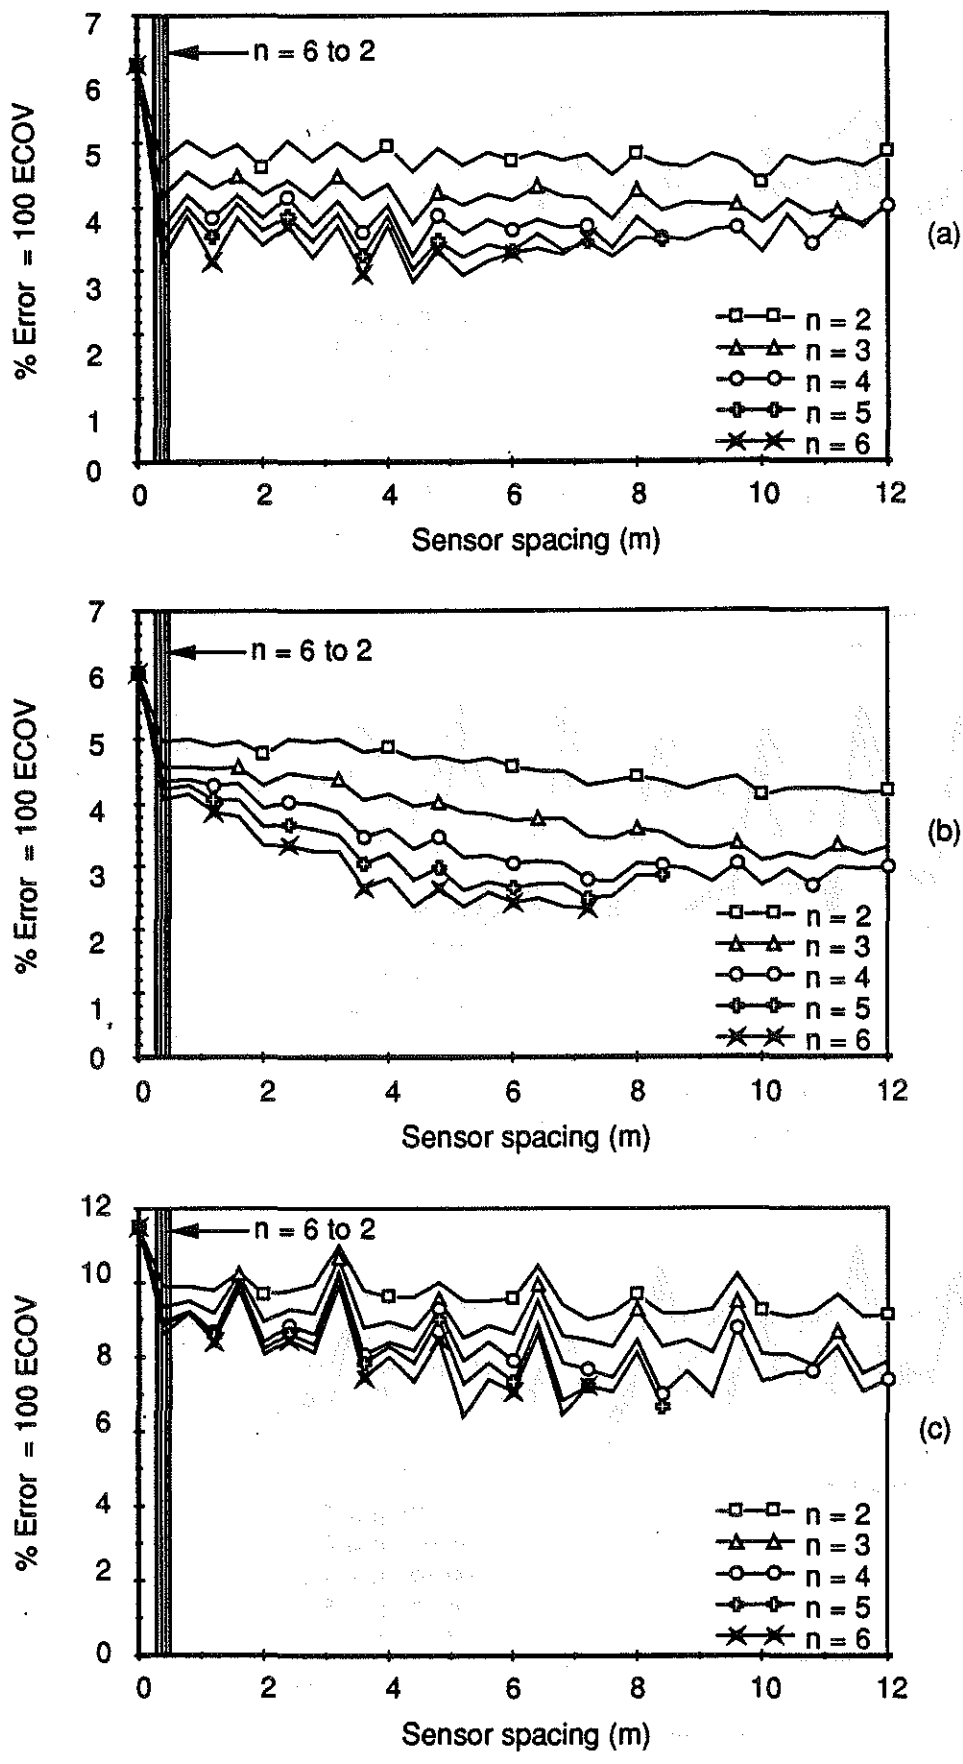 7
6
5
4
3
2
1
0
% Error = 100 ECOV
n = 6 to 2
n = 2
n = 3
n = 4
n = 5
n = 6
(a)
0 2 4 6 8 10 12
Sensor spacing (m)
7
6
5
4
3
2
1
0
% Error = 100 ECOV
n = 6 to 2
n = 2
n = 3
n = 4
n = 5
n = 6
(b)
0 2 4 6 8 10 12
Sensor spacing (m)
12
10
8
6
4
2
0
% Error = 100 ECOV
n = 6 to 2
n = 2
n = 3
n = 4
n = 5
n = 6
(c)
0 2 4 6 8 10 12
Sensor spacing (m)